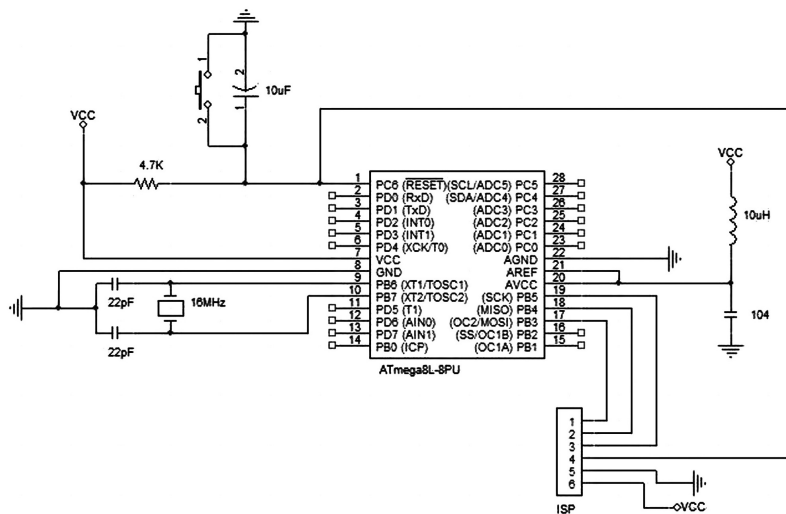 1
2
2
1
10uF
VCC
4.7K
1 PC6 (RESET)(SCL/ADC5) PC5 28
2 PD0 (RxD) (SDA/ADC4) PC4 27
3 PD1 (TxD) (ADC3) PC3 26
4 PD2 (INT0) (ADC2) PC2 25
5 PD3 (INT1) (ADC1) PC1 24
6 PD4 (XCK/T0) (ADC0) PC0 23
7 VCC AGND 22
8 GND AREF 21
9 PB6 (XT1/TOSC1) AVCC 20
10 PB7 (XT2/TOSC2) (SCK) PB5 19
11 PD5 (T1) (MISO) PB4 18
12 PD6 (AIN0) (OC2/MOSI) PB3 17
13 PD7 (AIN1) (SS/OC1B) PB2 16
14 PB0 (ICP) (OC1A) PB1 15
ATmega8L-8PU
22pF
16MHz
22pF
VCC
10uH
104
1
2
3
4
5
6
ISP
VCC